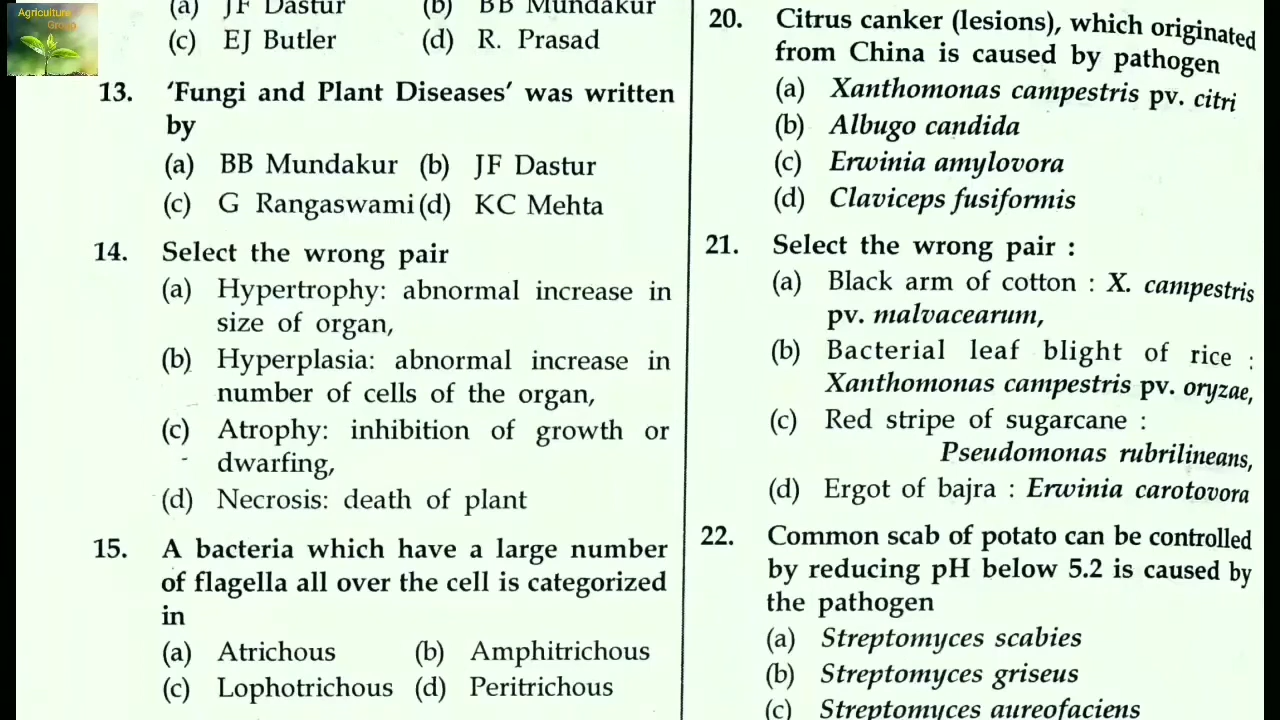 Agriculture
Group
(a) JF Dastur (b) BB Mundakur
(c) EJ Butler (d) R. Prasad
13. ‘Fungi and Plant Diseases’ was written
by
(a) BB Mundakur (b) JF Dastur
(c) G Rangaswami (d) KC Mehta
14. Select the wrong pair
(a) Hypertrophy: abnormal increase in
size of organ,
(b) Hyperplasia: abnormal increase in
number of cells of the organ,
(c) Atrophy: inhibition of growth or
dwarfing,
(d) Necrosis: death of plant
15. A bacteria which have a large number
of flagella all over the cell is categorized
in
(a) Atrichous (b) Amphitrichous
(c) Lophotrichous (d) Peritrichous
20. Citrus canker (lesions), which originated
from China is caused by pathogen
(a) Xanthomonas campestris pv. citri
(b) Albugo candida
(c) Erwinia amylovora
(d) Claviceps fusiformis
21. Select the wrong pair :
(a) Black arm of cotton : X. campestris
pv. malvacearum,
(b) Bacterial leaf blight of rice :
Xanthomonas campestris pv. oryzae,
(c) Red stripe of sugarcane :
Pseudomonas rubrilineans,
(d) Ergot of bajra : Erwinia carotovora
22. Common scab of potato can be controlled
by reducing pH below 5.2 is caused by
the pathogen
(a) Streptomyces scabies
(b) Streptomyces griseus
(c) Streptomyces aureofaciens